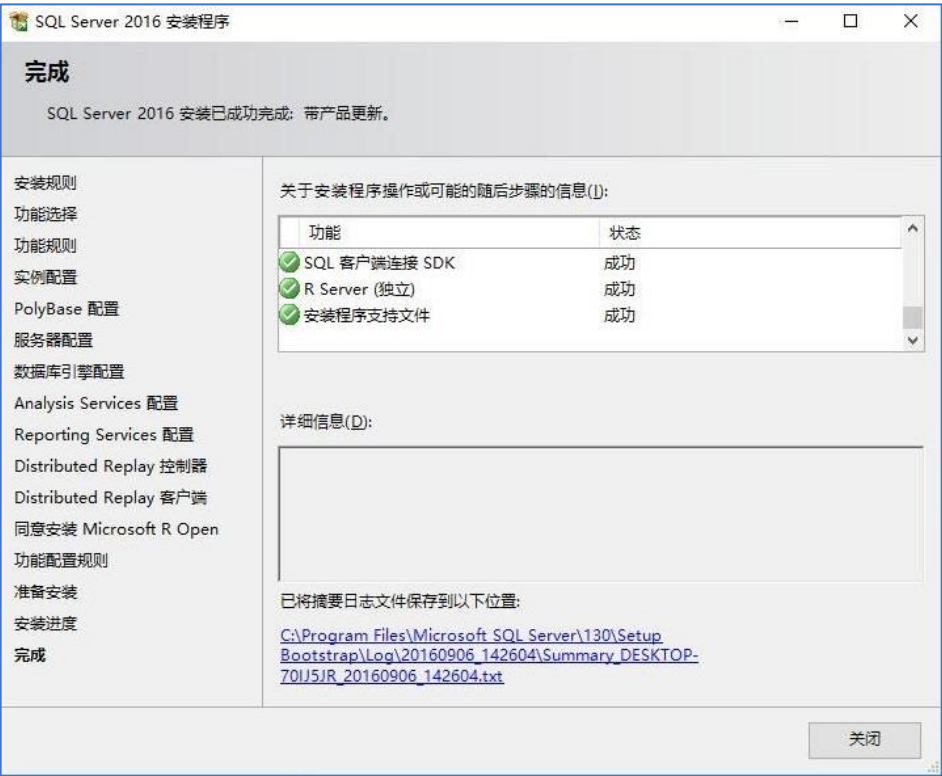 SQL Server 2016 安装程序
完成
SQL Server 2016 安装已成功完成: 带产品更新。
安装规则
功能选择
功能规则
实例配置
PolyBase 配置
服务器配置
数据库引擎配置
Analysis Services 配置
Reporting Services 配置
Distributed Replay 控制器
Distributed Replay 客户端
同意安装 Microsoft R Open
功能配置规则
准备安装
安装进度
完成
关于安装程序操作或可能的随后步骤的信息(I):
功能 状态
SQL 客户端连接 SDK 成功
R Server (独立) 成功
安装程序支持文件 成功
详细信息(D):
已将摘要日志文件保存到以下位置:
C:\Program Files\Microsoft SQL Server\130\Setup
Bootstrap\Log\20160906_142604\Summary_DESKTOP-
70IJ5JR_20160906_142604.txt
关闭